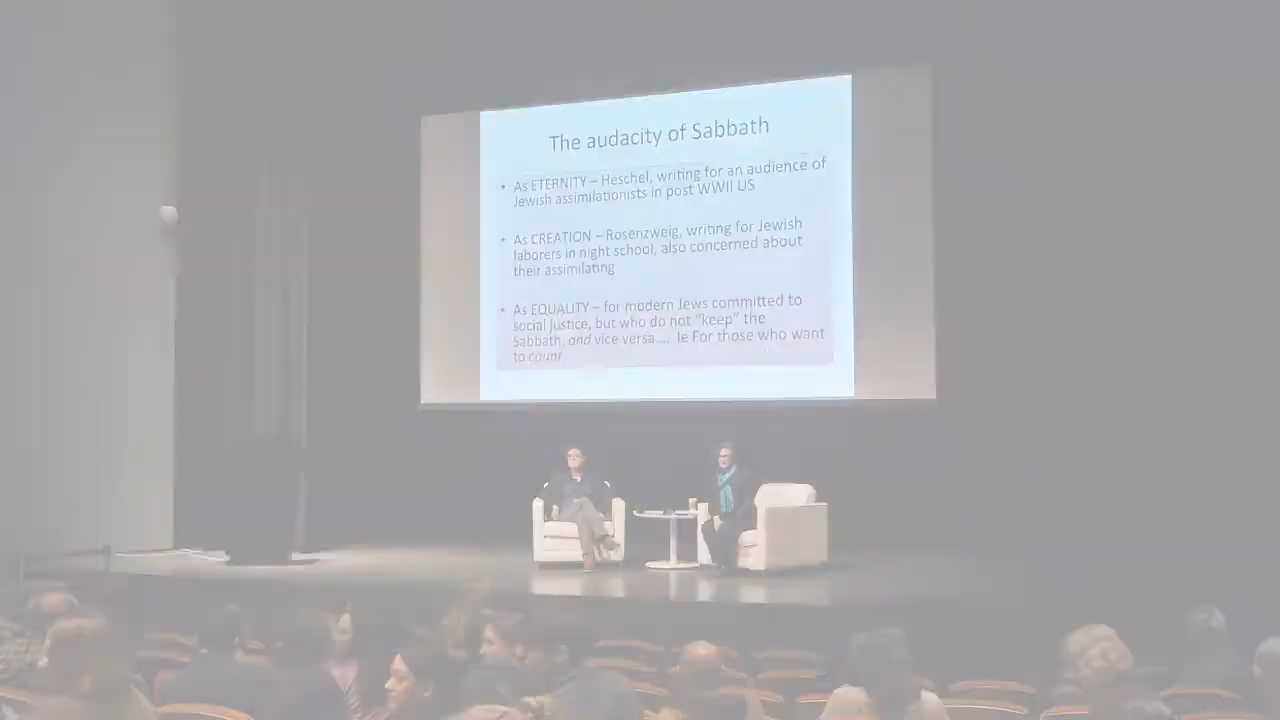 The audacity of Sabbath
• As ETERNITY – Heschel, writing for an audience of
Jewish assimilationists in post WWII US
• As CREATION – Rosenzweig, writing for Jewish
laborers in night school, also concerned about
their assimilating
• As EQUALITY – for modern Jews committed to
social Justice, but who do not "keep" the
Sabbath, and vice versa.... Ie For those who want
to count